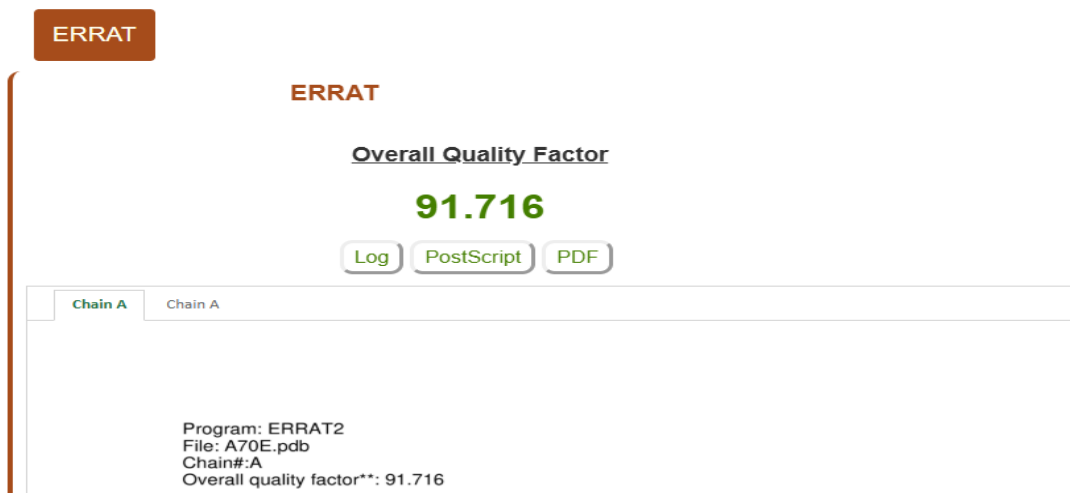 ERRAT
ERRAT
Overall Quality Factor
91.716
Log PostScript PDF
Chain A Chain A
Program: ERRAT2
File: A70E.pdb
Chain#:A
Overall quality factor**: 91.716